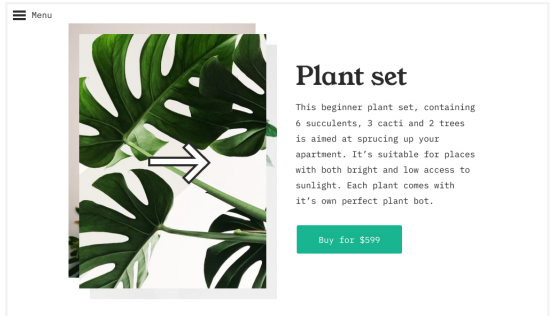 Menu
Plant set
This beginner plant set, containing
6 succulents, 3 cacti and 2 trees
is aimed at sprucing up your
apartment. It’s suitable for places
with both bright and low access to
sunlight. Each plant comes with
it’s own perfect plant bot.
Buy for $599